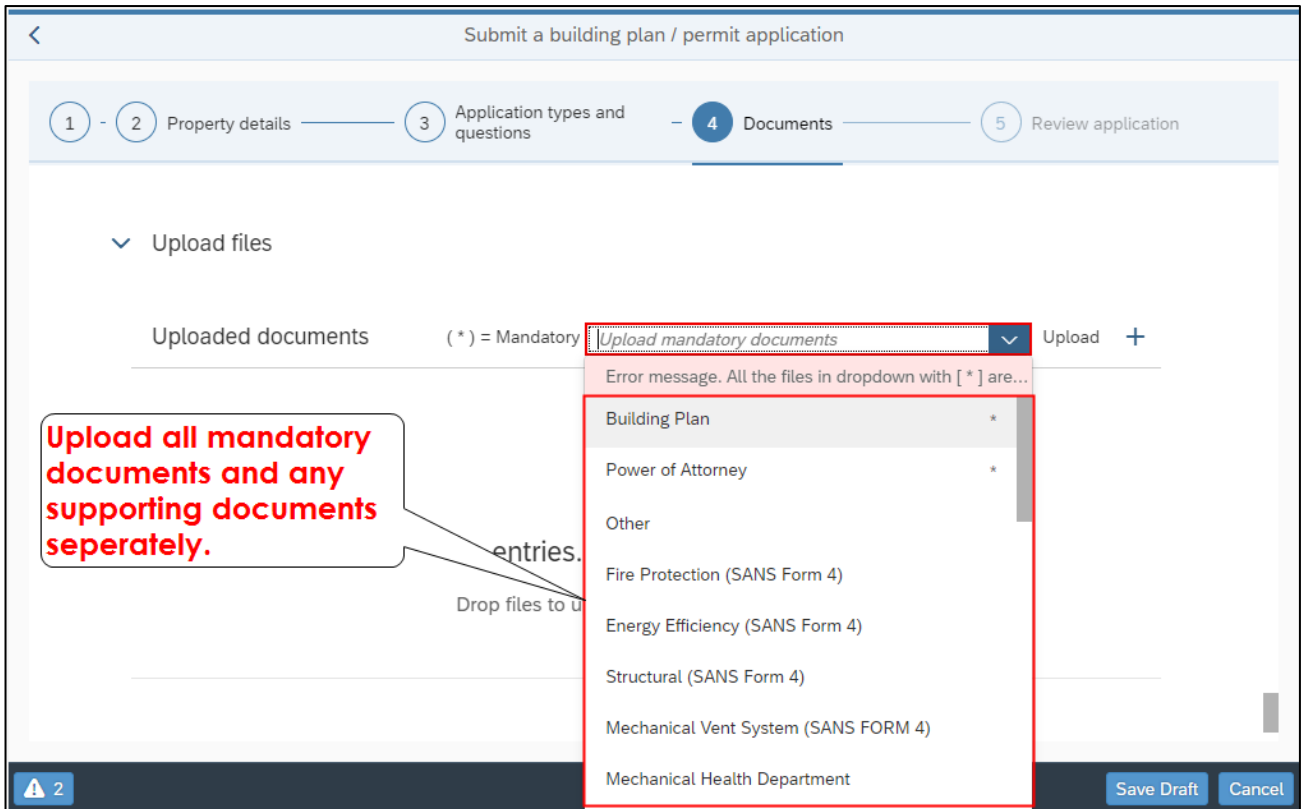 Submit a building plan / permit application
1 - 2 Property details 3 Application types and
questions - 4 Documents 5 Review application
Upload files
Uploaded documents ( * ) = Mandatory Upload mandatory documents Upload +
Error message. All the files in dropdown with [ * ] are...
Building Plan *
Power of Attorney *
Other
Fire Protection (SANS Form 4)
Energy Efficiency (SANS Form 4)
Structural (SANS Form 4)
Mechanical Vent System (SANS FORM 4)
Mechanical Health Department
Upload all mandatory
documents and any
supporting documents
seperately.
entries.
Drop files to u
2 Save Draft Cancel